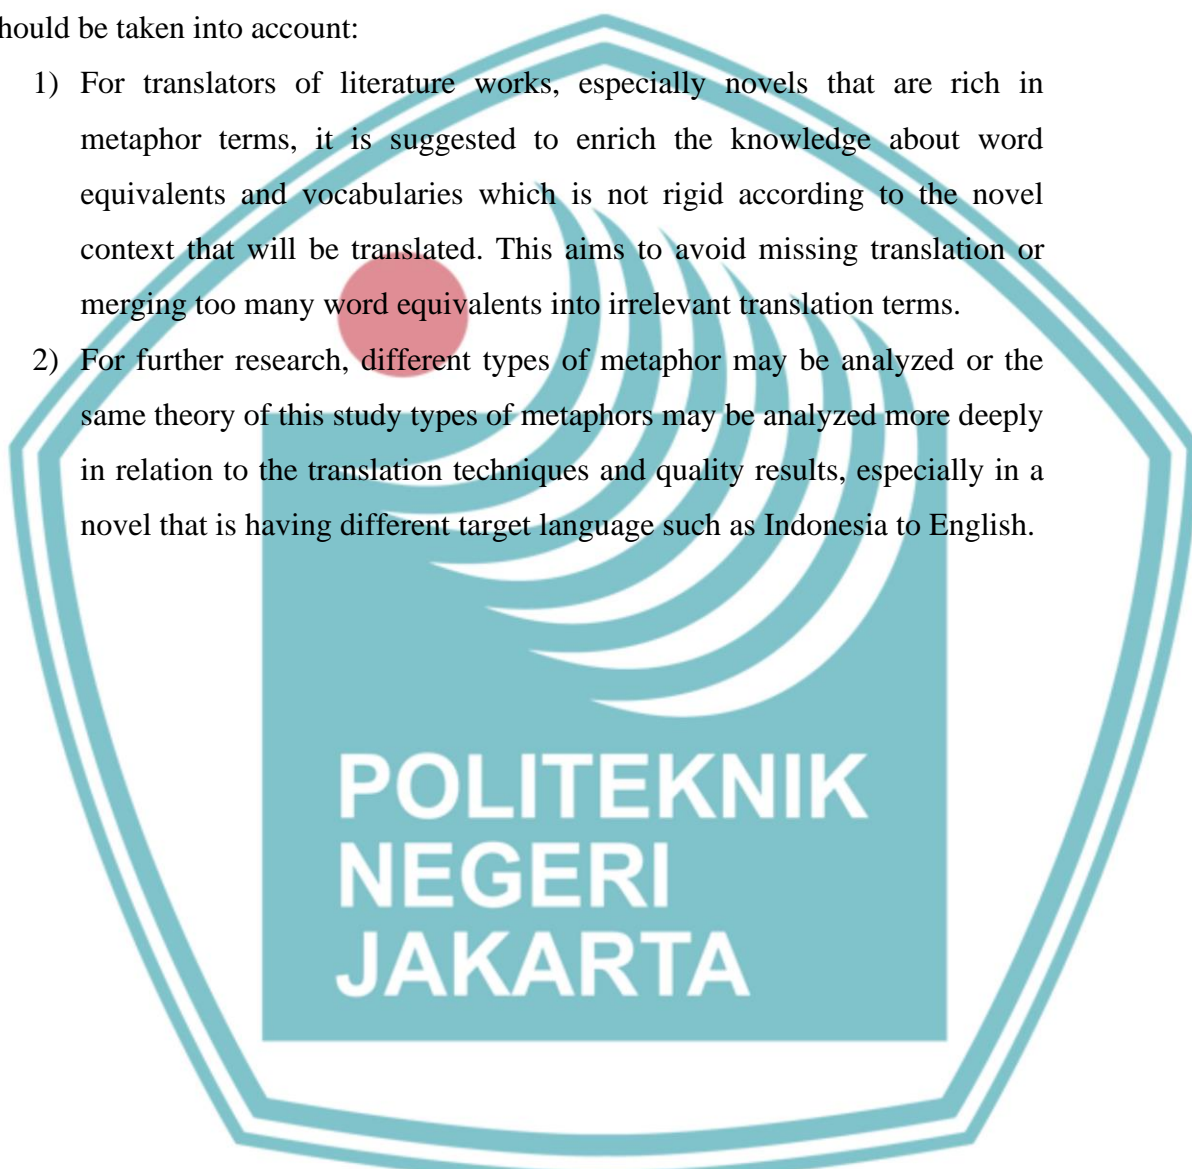 hould be taken into account:
1) For translators of literature works, especially novels that are rich in
metaphor terms, it is suggested to enrich the knowledge about word
equivalents and vocabularies which is not rigid according to the novel
context that will be translated. This aims to avoid missing translation or
merging too many word equivalents into irrelevant translation terms.
2) For further research, different types of metaphor may be analyzed or the
same theory of this study types of metaphors may be analyzed more deeply
in relation to the translation techniques and quality results, especially in a
novel that is having different target language such as Indonesia to English.
POLITEKNIK
NEGERI
JAKARTA